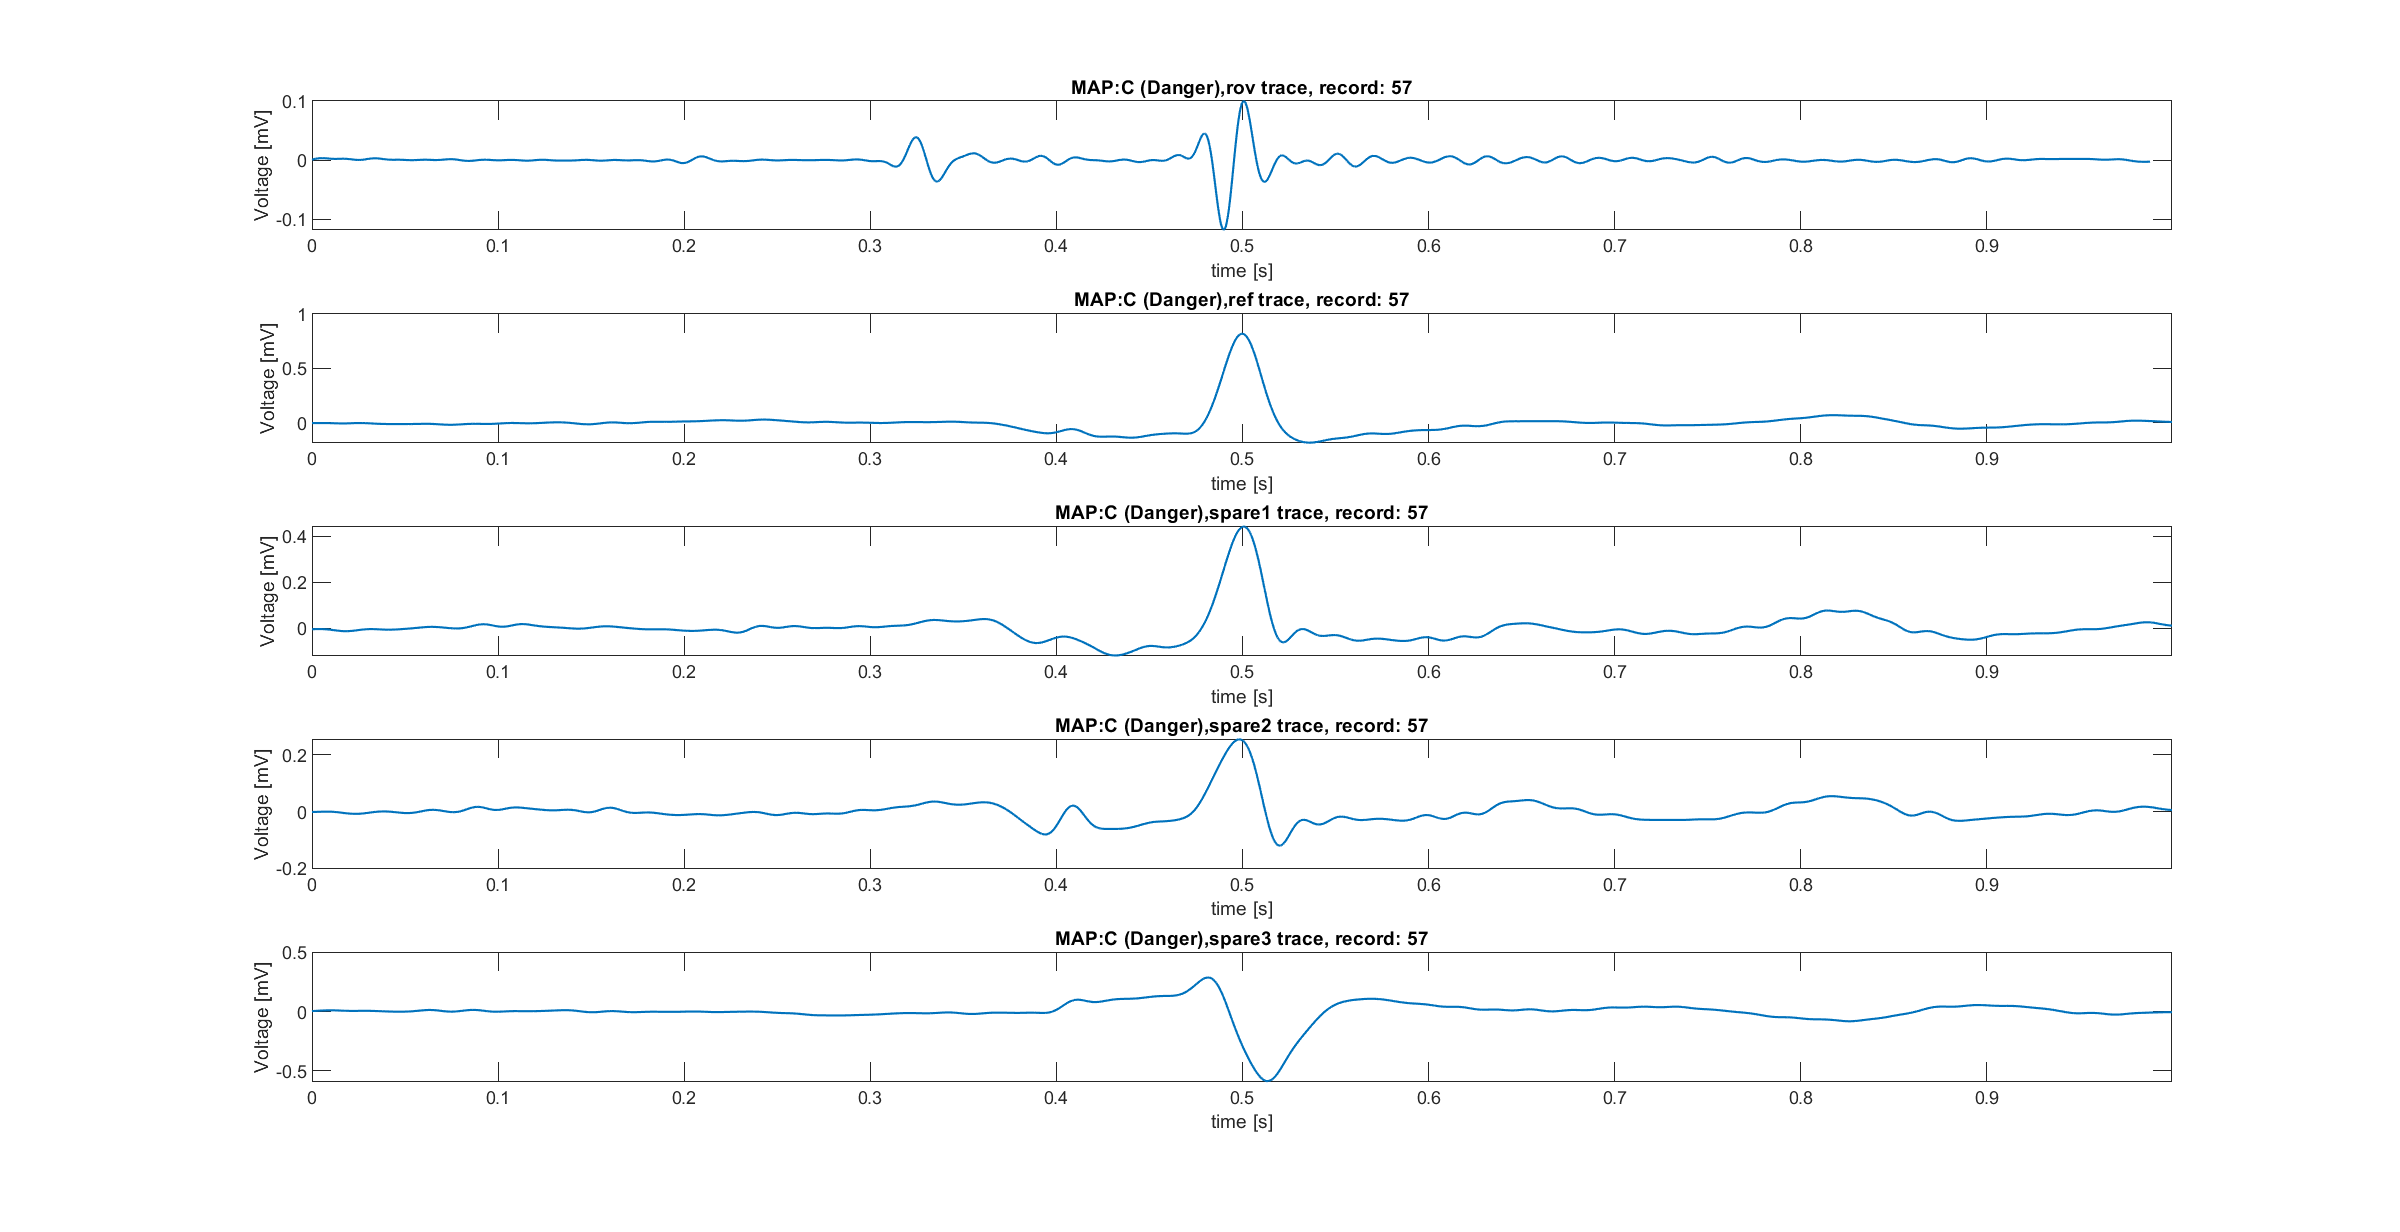 MAP:C (Danger),rov trace, record: 57
Voltage [mV]
0.1
0
-0.1
0 0.1 0.2 0.3 0.4 0.5 0.6 0.7 0.8 0.9
time [s]
MAP:C (Danger),ref trace, record: 57
Voltage [mV]
1
0.5
0
0 0.1 0.2 0.3 0.4 0.5 0.6 0.7 0.8 0.9
time [s]
MAP:C (Danger),spare1 trace, record: 57
Voltage [mV]
0.4
0.2
0
0 0.1 0.2 0.3 0.4 0.5 0.6 0.7 0.8 0.9
time [s]
MAP:C (Danger),spare2 trace, record: 57
Voltage [mV]
0.2
0
-0.2
0 0.1 0.2 0.3 0.4 0.5 0.6 0.7 0.8 0.9
time [s]
MAP:C (Danger),spare3 trace, record: 57
Voltage [mV]
0.5
0
-0.5
0 0.1 0.2 0.3 0.4 0.5 0.6 0.7 0.8 0.9
time [s]